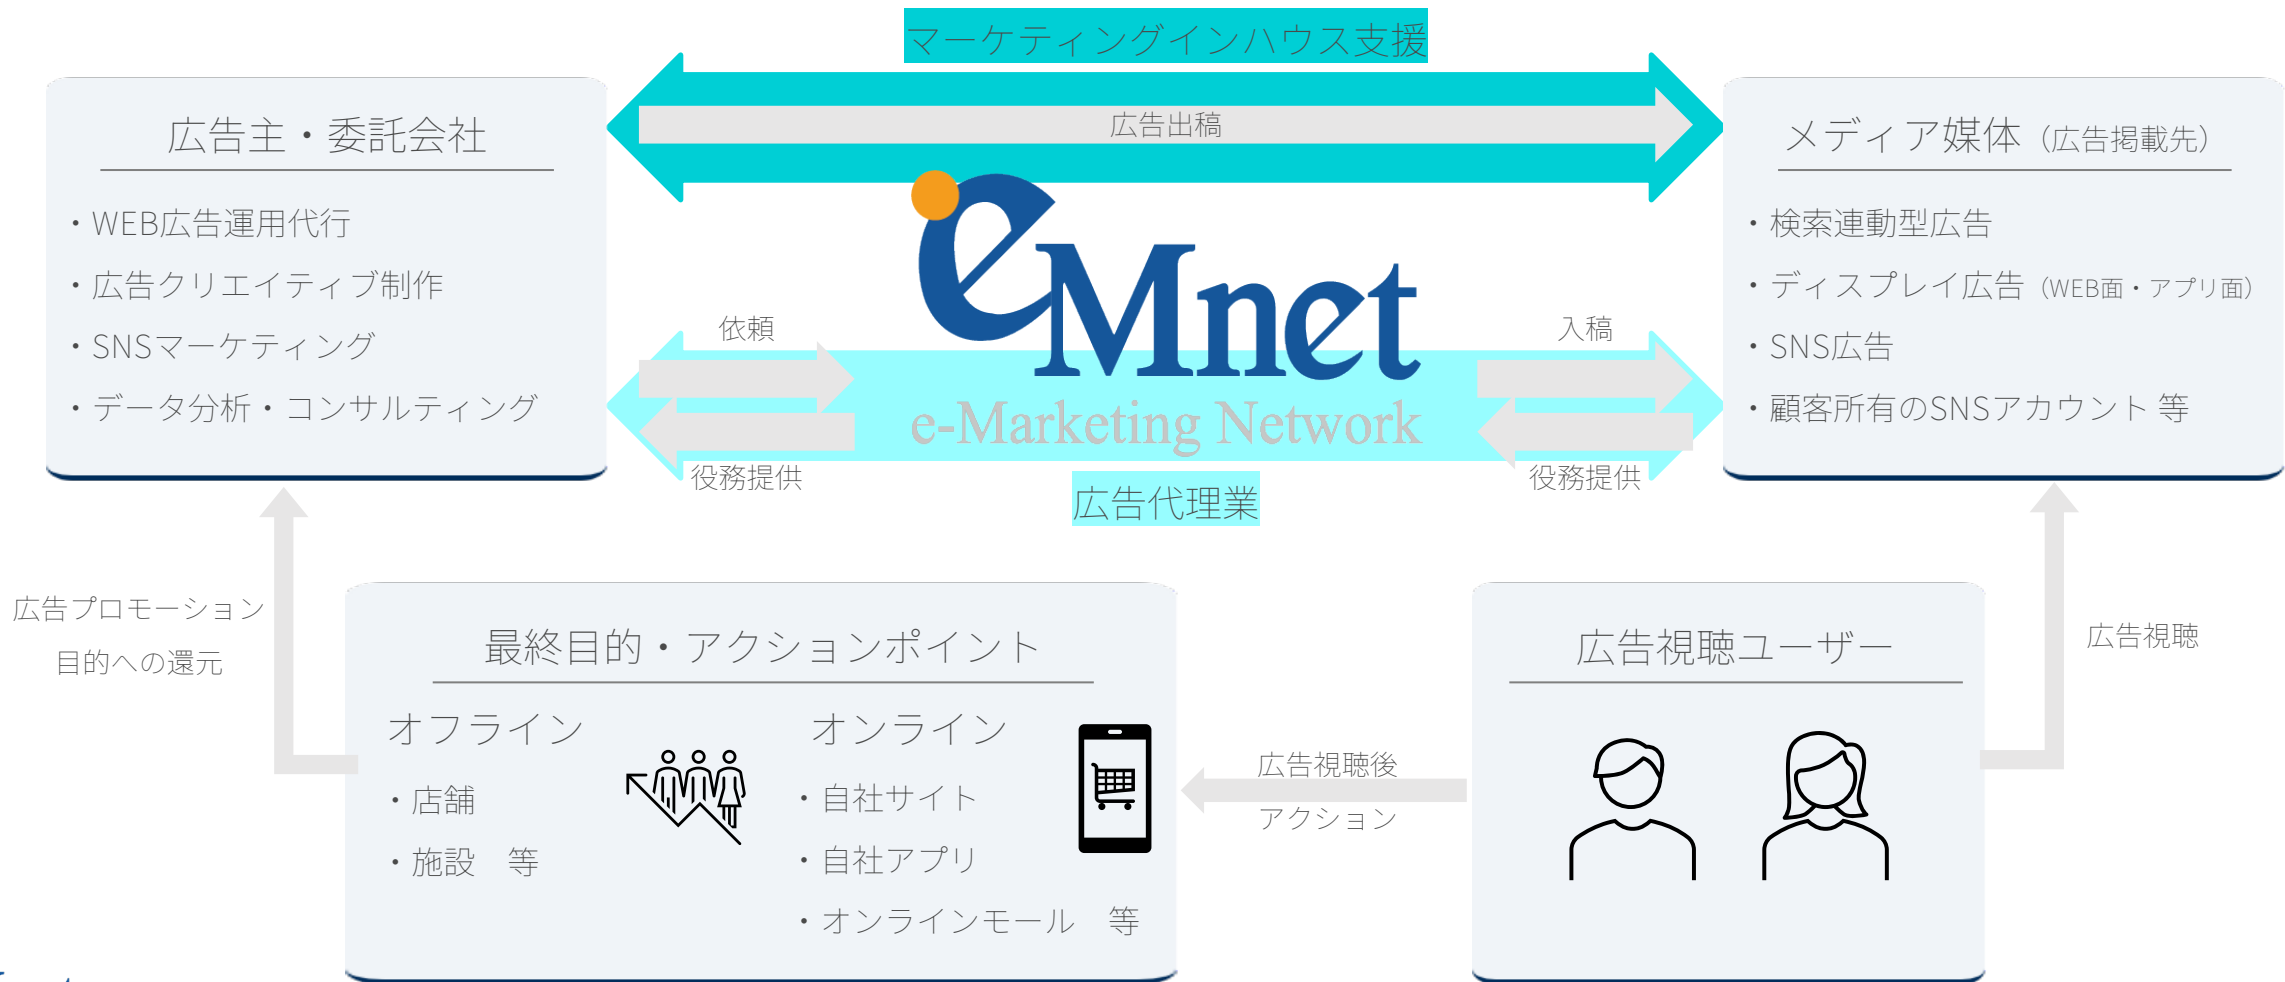 マーケティングインハウス支援
広告出稿
広告主・委託会社
・WEB広告運用代行
・広告クリエイティブ制作
・SNSマーケティング
・データ分析・コンサルティング
eMnet
e-Marketing Network
依頼
役務提供
入稿
役務提供
広告代理業
メディア媒体（広告掲載先）
・検索連動型広告
・ディスプレイ広告（WEB面・アプリ面）
・SNS広告
・顧客所有のSNSアカウント 等
広告プロモーション
目的への還元
最終目的・アクションポイント
オフライン
・店舗
・施設　等
オンライン
・自社サイト
・自社アプリ
・オンラインモール　等
広告視聴後
アクション
広告視聴ユーザー
広告視聴